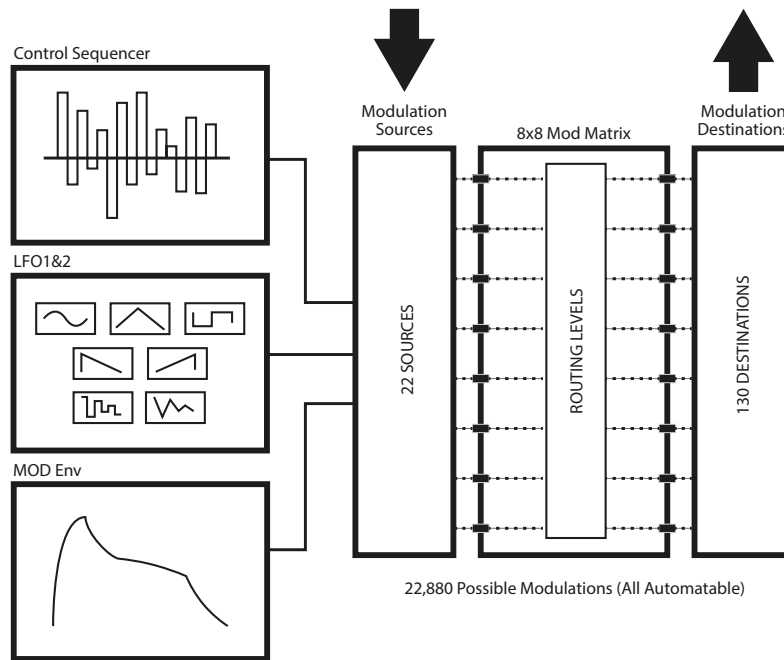 Control Sequencer
LFO1&2
MOD Env
Modulation
Sources
22 SOURCES
8x8 Mod Matrix
ROUTING LEVELS
Modulation
Destinations
130 DESTINATIONS
22,880 Possible Modulations (All Automatable)